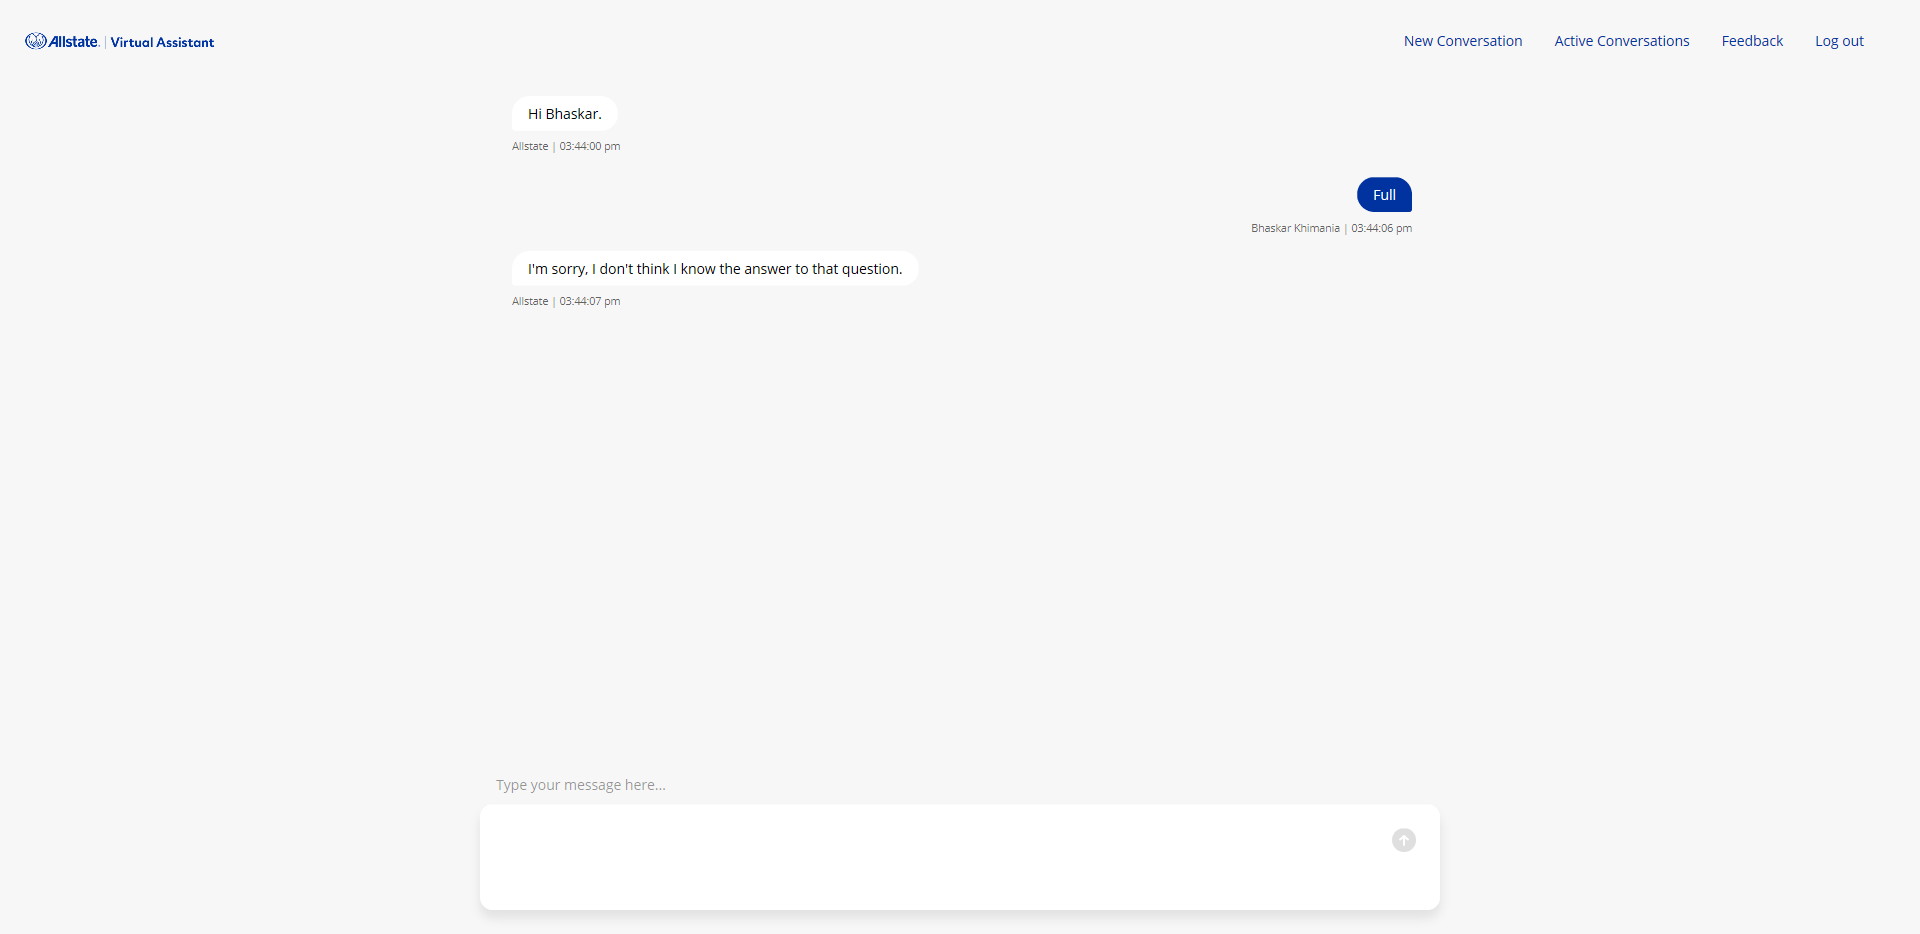 Allstate. | Virtual Assistant
New Conversation Active Conversations Feedback Log out
Hi Bhaskar.
Allstate | 03:44:00 pm
Full
Bhaskar Khimania | 03:44:06 pm
I'm sorry, I don't think I know the answer to that question.
Allstate | 03:44:07 pm
Type your message here...